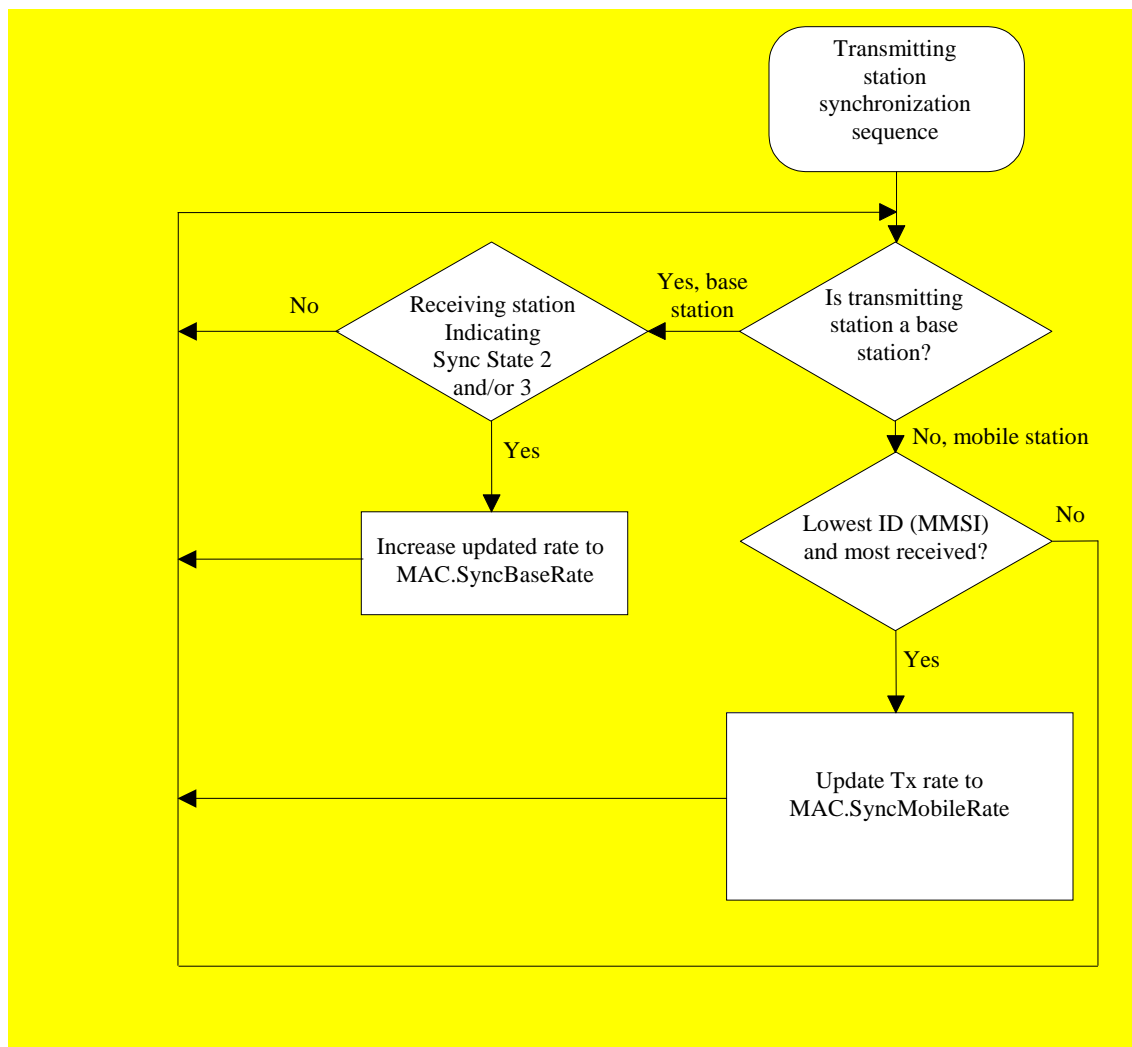 Transmitting
station
synchronization
sequence
Is transmitting
station a base
station?
Yes, base
station
Receiving station
Indicating
Sync State 2
and/or 3
No
Yes
Increase updated rate to
MAC.SyncBaseRate
No, mobile station
Lowest ID (MMSI)
and most received?
No
Yes
Update Tx rate to
MAC.SyncMobileRate